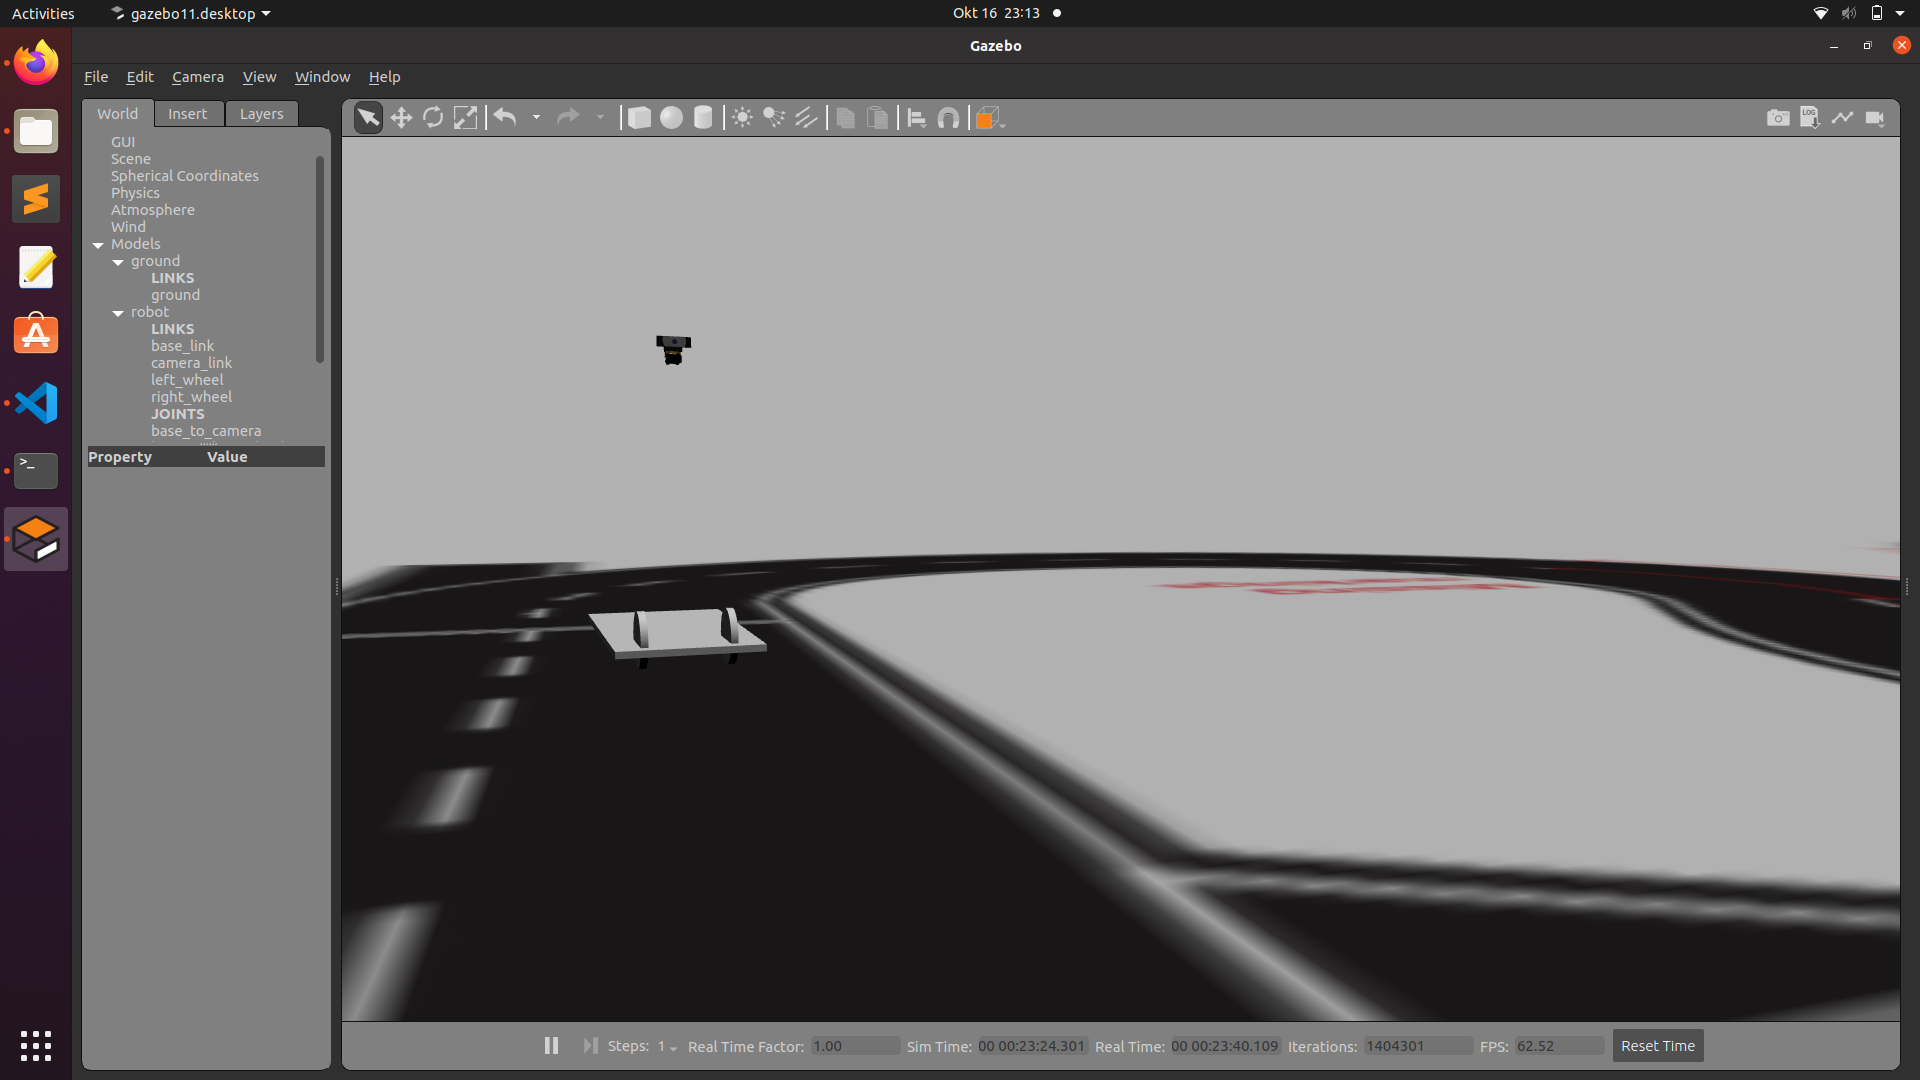 Activities
gazebo11.desktop
Okt 16 23:13
Gazebo
File Edit Camera View Window Help
World Insert Layers
GUI
Scene
Spherical Coordinates
Physics
Atmosphere
Wind
Models
ground
LINKS
ground
robot
LINKS
base_link
camera_link
left_wheel
right_wheel
JOINTS
base_to_camera
Property Value
LOG
Steps: 1 Real Time Factor: 1.00 Sim Time: 00 00:23:24.301 Real Time: 00 00:23:40.109 Iterations: 1404301 FPS: 62.52 Reset Time